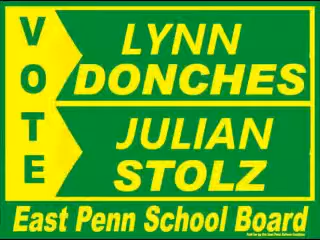 VOTE
LYNN
DONCHES
JULIAN
STOLZ
East Penn School Board